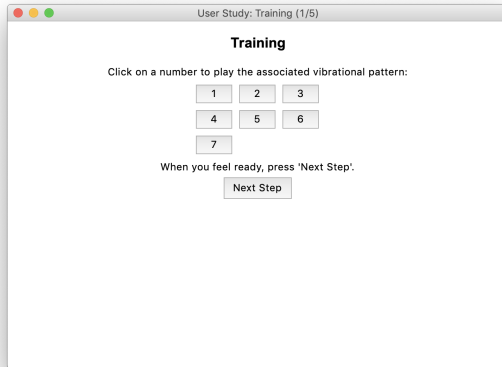 User Study: Training (1/5)
Training
Click on a number to play the associated vibrational pattern:
1 2 3
4 5 6
7
When you feel ready, press 'Next Step'.
Next Step